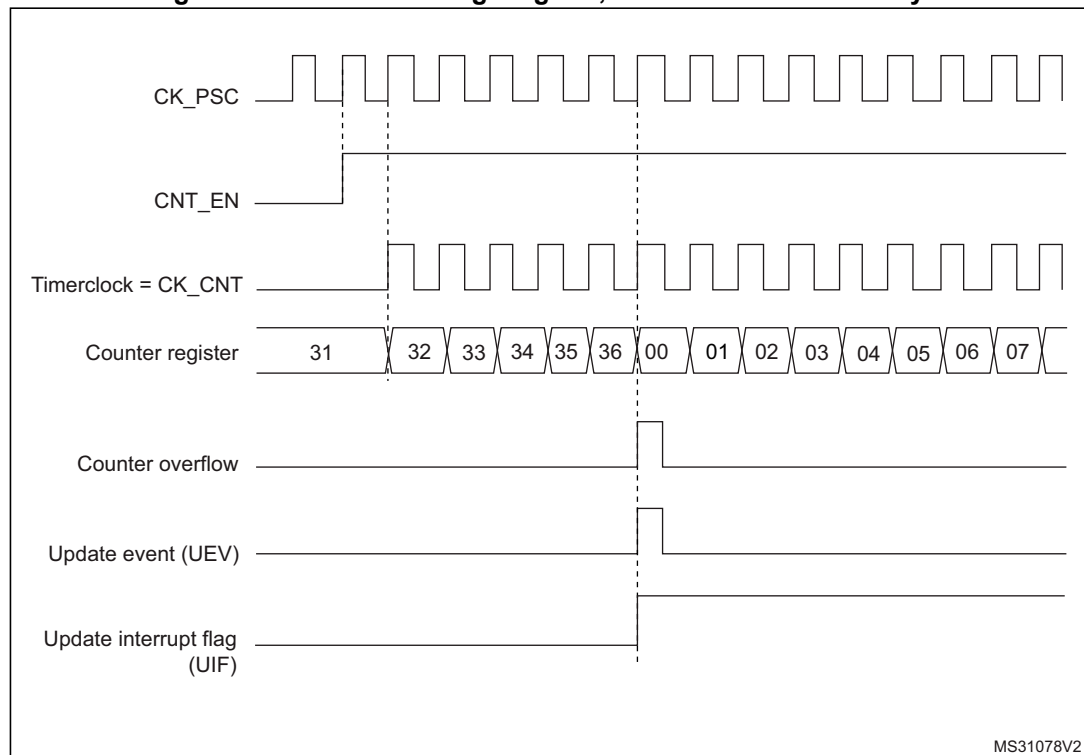 CK_PSC
CNT_EN
Timerclock = CK_CNT
Counter register 31 32 33 34 35 36 00 01 02 03 04 05 06 07
Counter overflow
Update event (UEV)
Update interrupt flag
(UIF)
MS31078V2